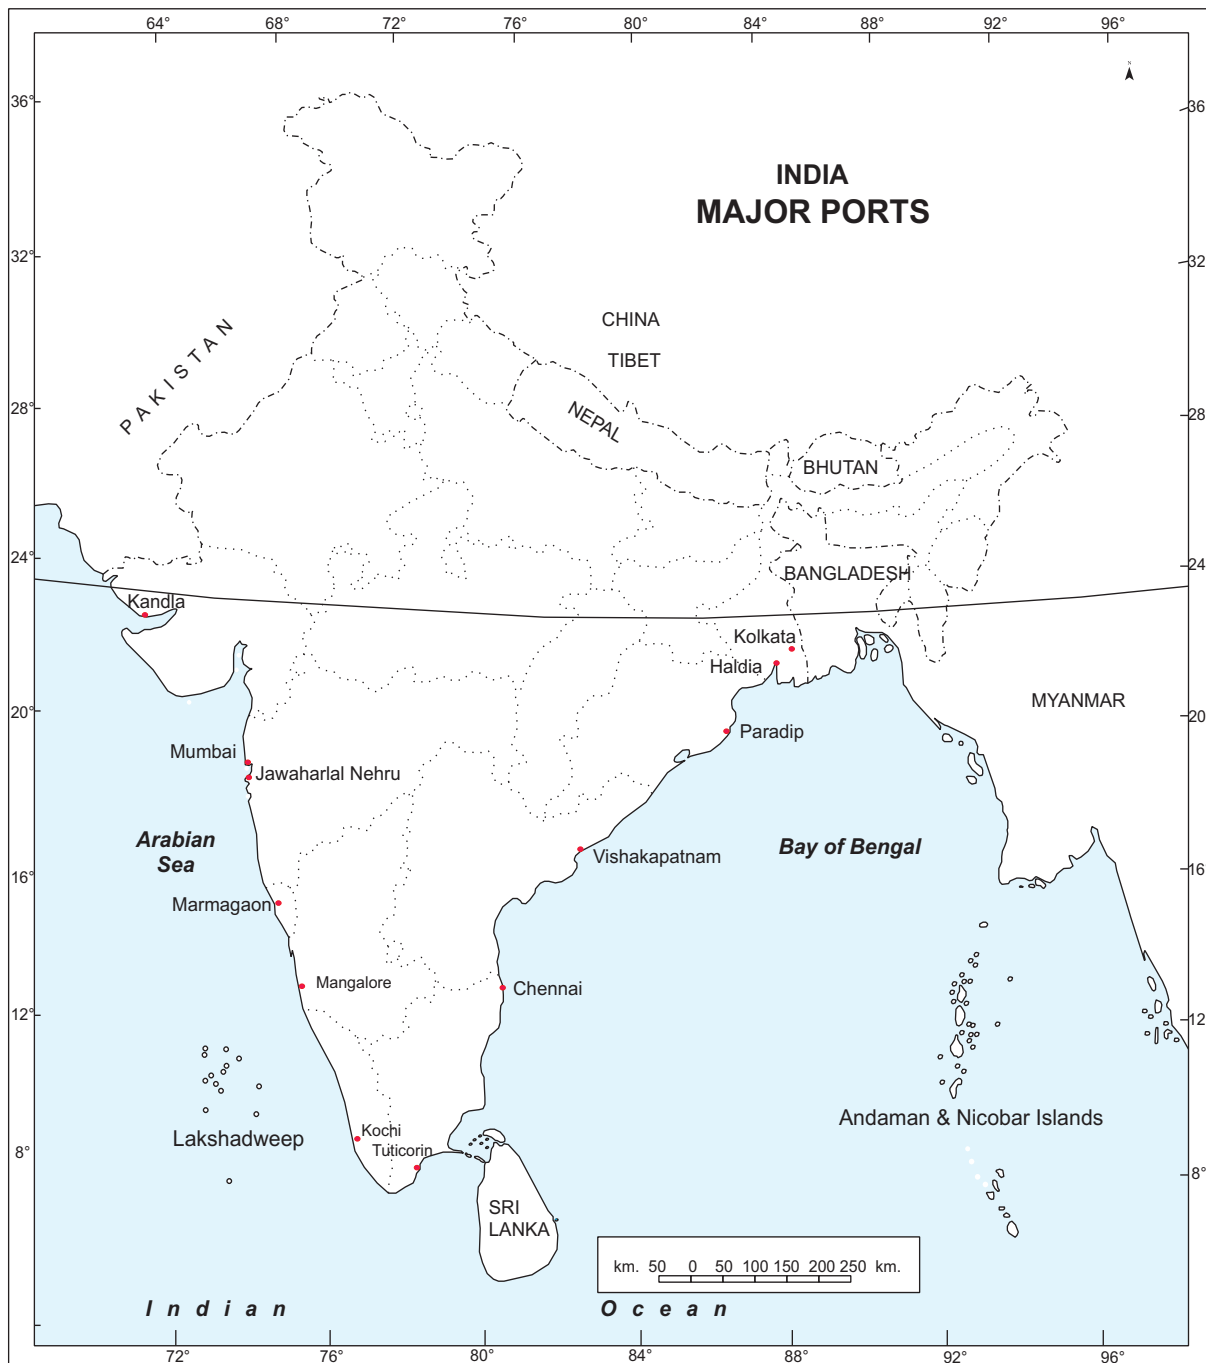 64° 68° 72° 76° 80° 84° 88° 92° 96°
N
36°
36
INDIA
MAJOR PORTS
32°
32
CHINA
PAKISTAN
TIBET
28°
28
NEPAL
BHUTAN
24°
24
BANGLADESH
Kandla
Kolkata
Haldia
MYANMAR
20°
20
Paradip
Mumbai
Jawaharlal Nehru
Arabian
Sea
Bay of Bengal
Vishakapatnam
16°
16
Marmagaon
Mangalore
Chennai
12°
12
Andaman & Nicobar Islands
Kochi
Lakshadweep
Tuticorin
8°
8°
SRI
LANKA
km. 50 0 50 100 150 200 250 km.
Indian Ocean
72° 76° 80° 84° 88° 92° 96°